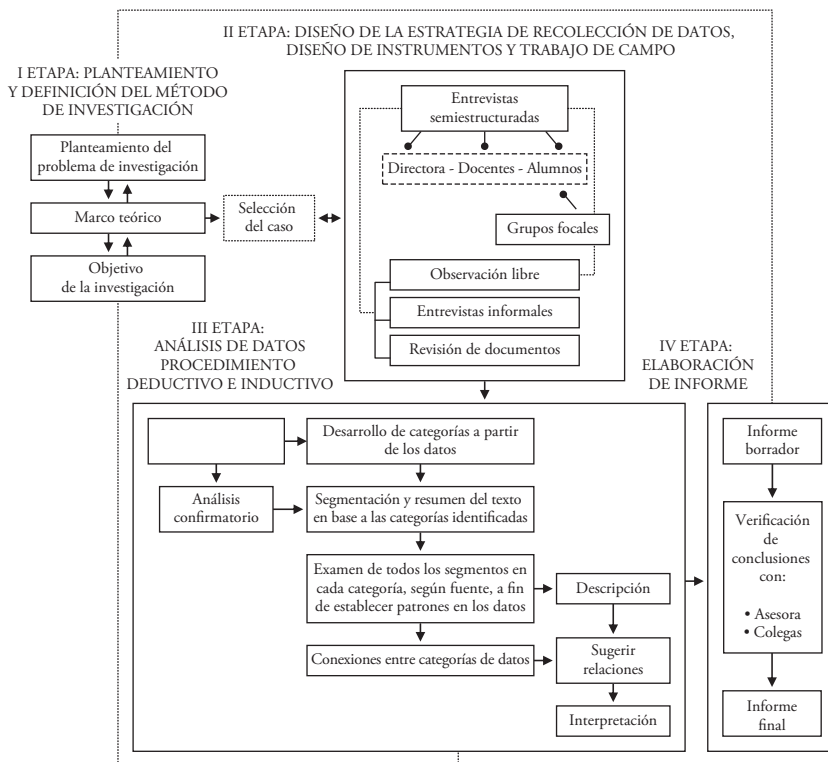 II ETAPA: DISEÑO DE LA ESTRATEGIA DE RECOLECCIÓN DE DATOS,
DISEÑO DE INSTRUMENTOS Y TRABAJO DE CAMPO
I ETAPA: PLANTEAMIENTO
Y DEFINICIÓN DEL MÉTODO
DE INVESTIGACIÓN
Planteamiento del
problema de investigación
Marco teórico
Objetivo
de la investigación
Selección
del caso
Entrevistas
semiestructuradas
Directora - Docentes - Alumnos
Grupos focales
Observación libre
Entrevistas informales
Revisión de documentos
III ETAPA:
ANÁLISIS DE DATOS
PROCEDIMIENTO
DEDUCTIVO E INDUCTIVO
Desarrollo de categorías a partir
de los datos
Análisis
confirmatorio
Segmentación y resumen del texto
en base a las categorías identificadas
Examen de todos los segmentos en
cada categoría, según fuente, a fin
de establecer patrones en los datos
Descripción
Conexiones entre categorías de datos
Sugerir
relaciones
Interpretación
IV ETAPA:
ELABORACIÓN
DE INFORME
Informe
borrador
Verificación
de
conclusiones
con:
• Asesora
• Colegas
Informe
final